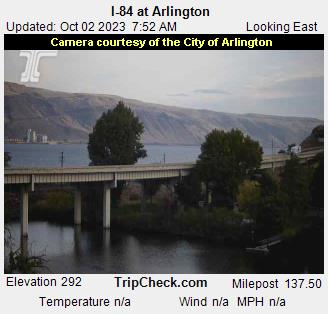 I-84 at Arlington
Updated: Oct 02 2023 7:52 AM Looking East
Camera courtesy of the City of Arlington
Elevation 292 TripCheck.com Milepost 137.50
Temperature n/a Wind n/a MPH n/a